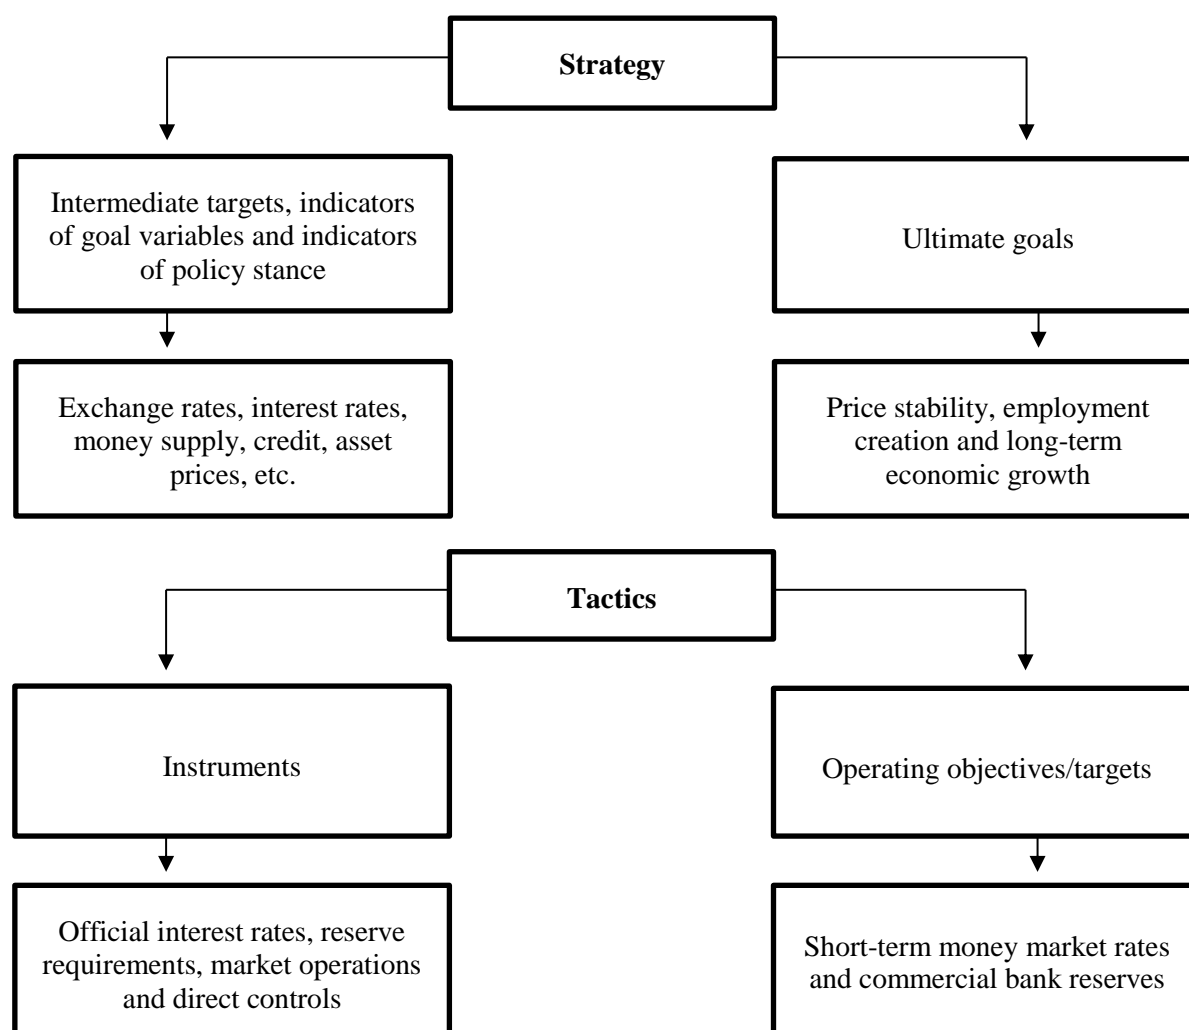 Strategy
Intermediate targets, indicators
of goal variables and indicators
of policy stance
Ultimate goals
Exchange rates, interest rates,
money supply, credit, asset
prices, etc.
Price stability, employment
creation and long-term
economic growth
Tactics
Instruments
Operating objectives/targets
Official interest rates, reserve
requirements, market operations
and direct controls
Short-term money market rates
and commercial bank reserves